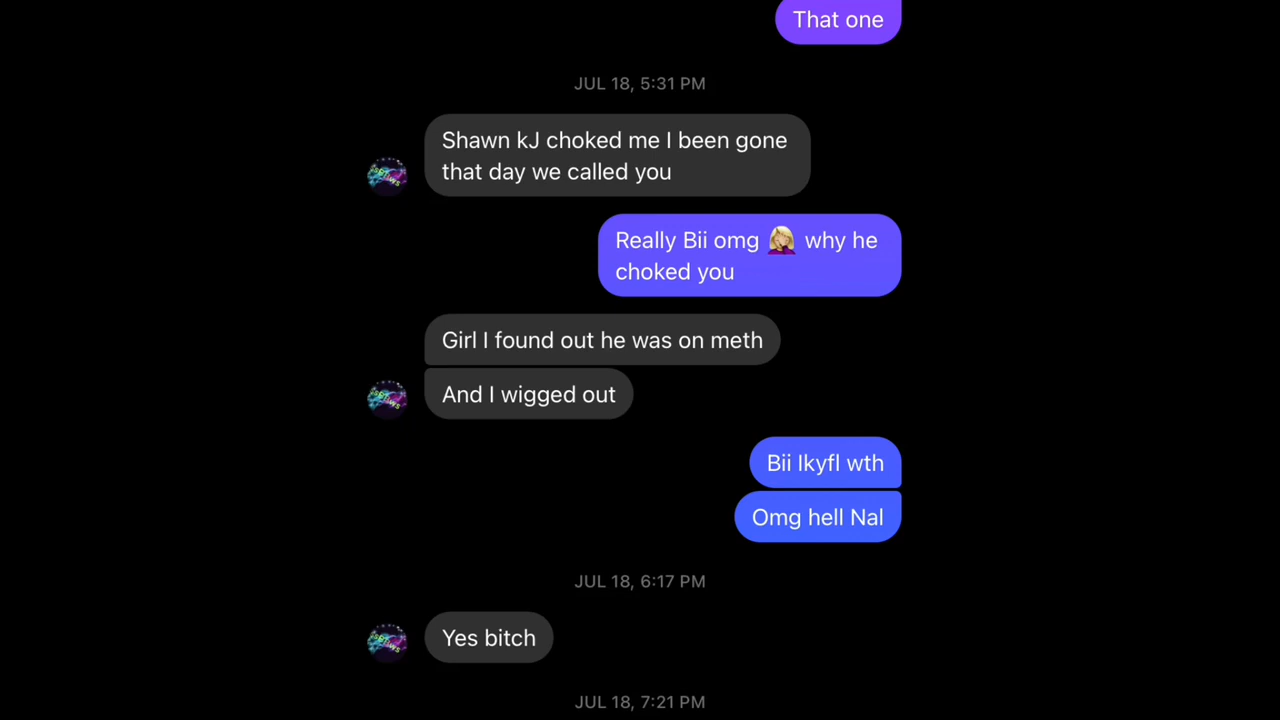 That one
JUL 18, 5:31 PM
Shawn kJ choked me I been gone
that day we called you
Really Bii omg 🤦🏼‍♀️ why he
choked you
Girl I found out he was on meth
And I wigged out
Bii Ikyfl wth
Omg hell Nal
JUL 18, 6:17 PM
Yes bitch
JUL 18, 7:21 PM